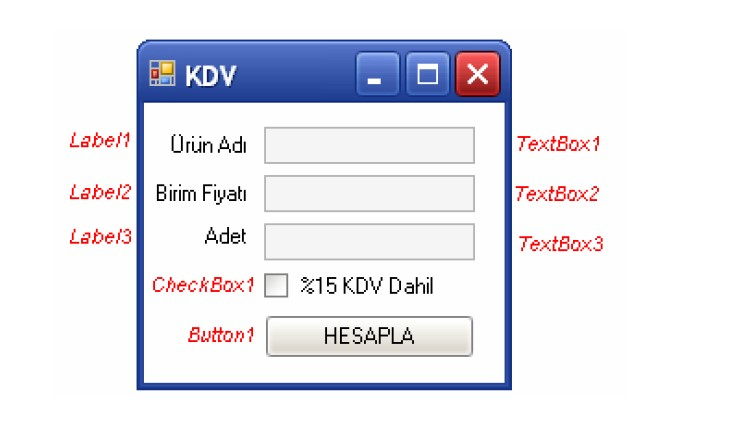 KDV
Label1 Ürün Adı TextBox1
Label2 Birim Fiyatı TextBox2
Label3 Adet TextBox3
CheckBox1 %15 KDV Dahil
Button1 HESAPLA